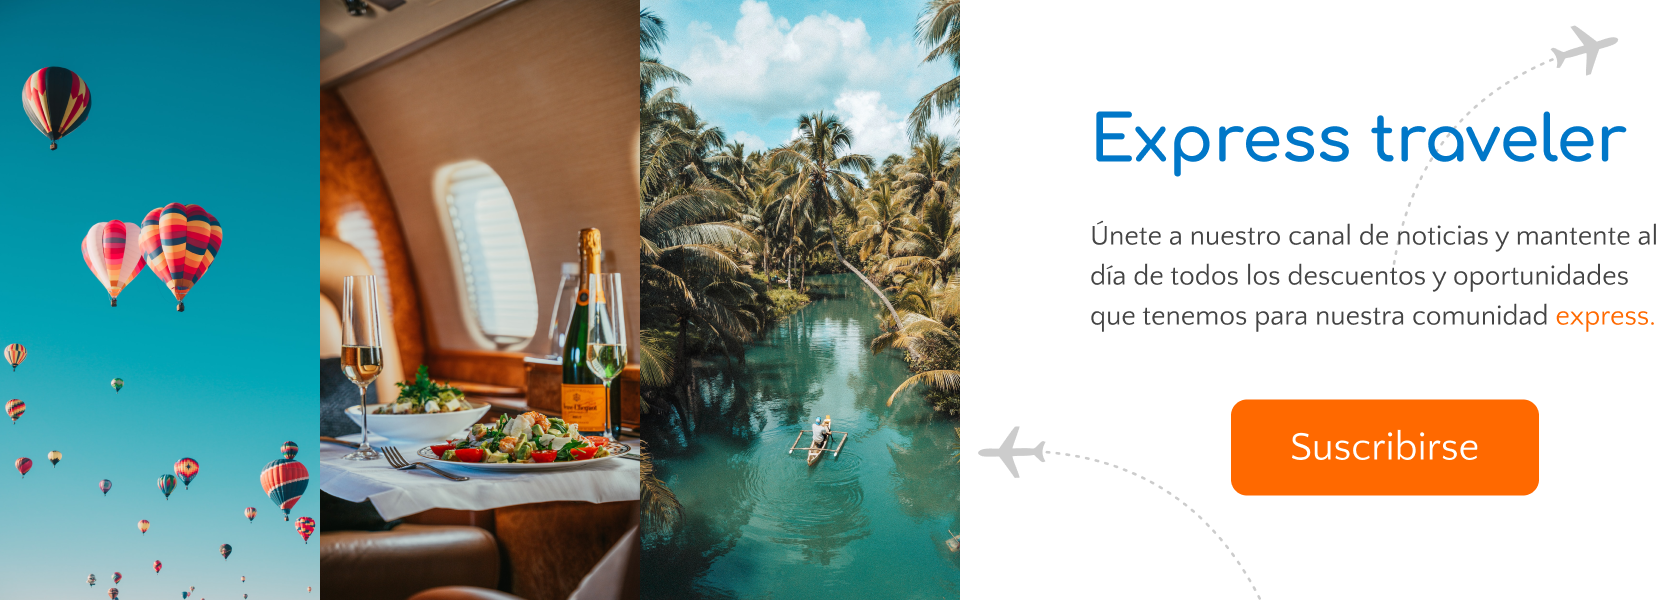 Express traveler
Únete a nuestro canal de noticias y mantente al
día de todos los descuentos y oportunidades
que tenemos para nuestra comunidad express.
Suscribirse